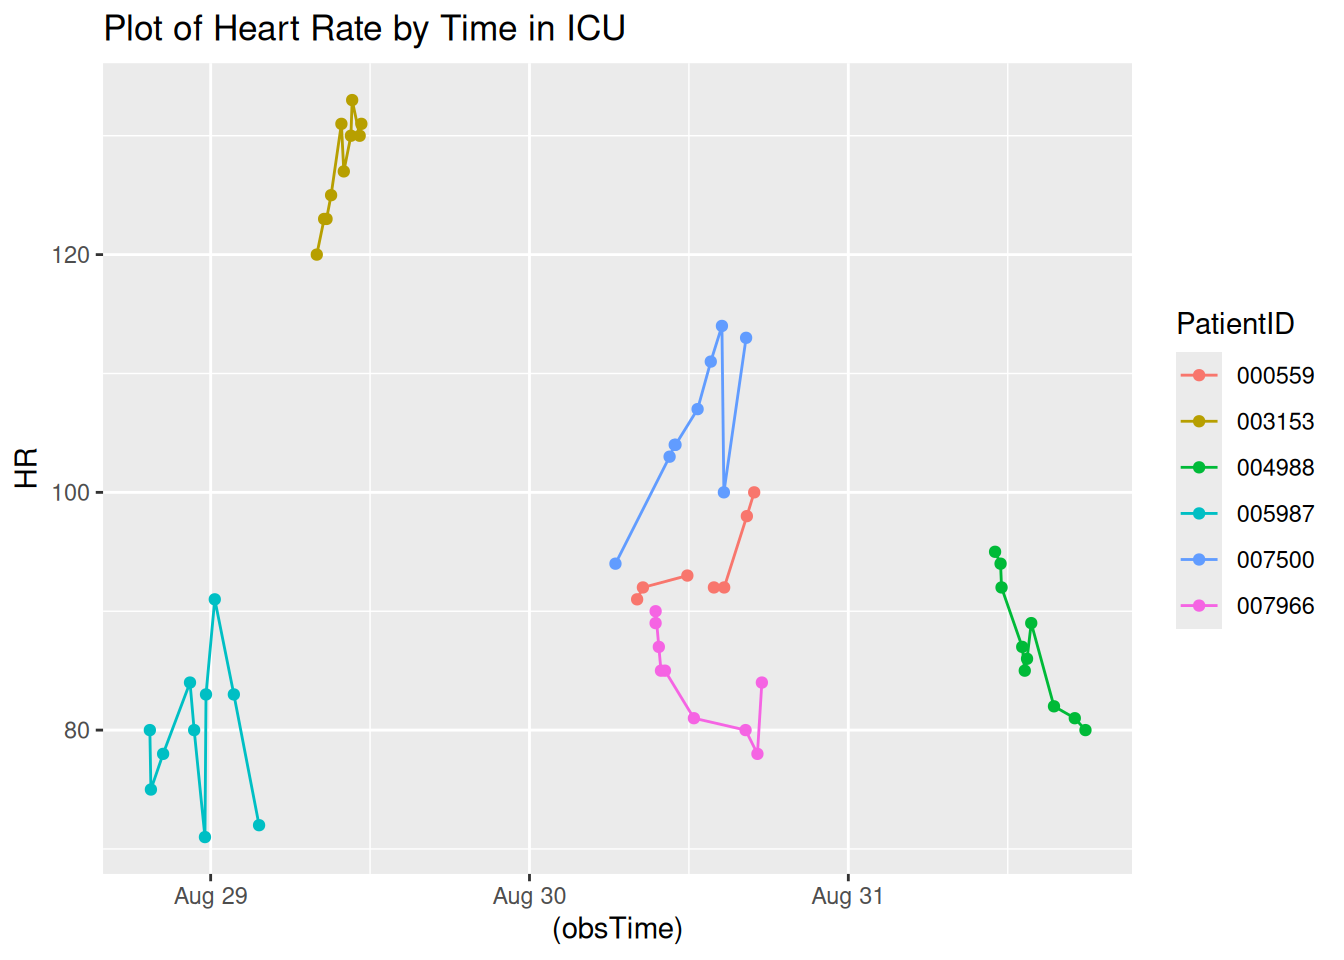 Plot of Heart Rate by Time in ICU
HR
120
100
80
Aug 29
Aug 30
Aug 31
(obsTime)
PatientID
000559
003153
004988
005987
007500
007966